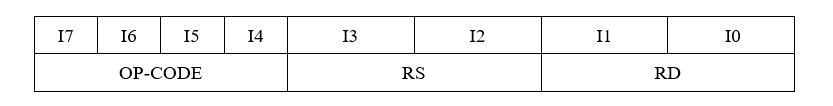 I7 I6 I5 I4 I3 I2 I1 I0
OP-CODE RS RD